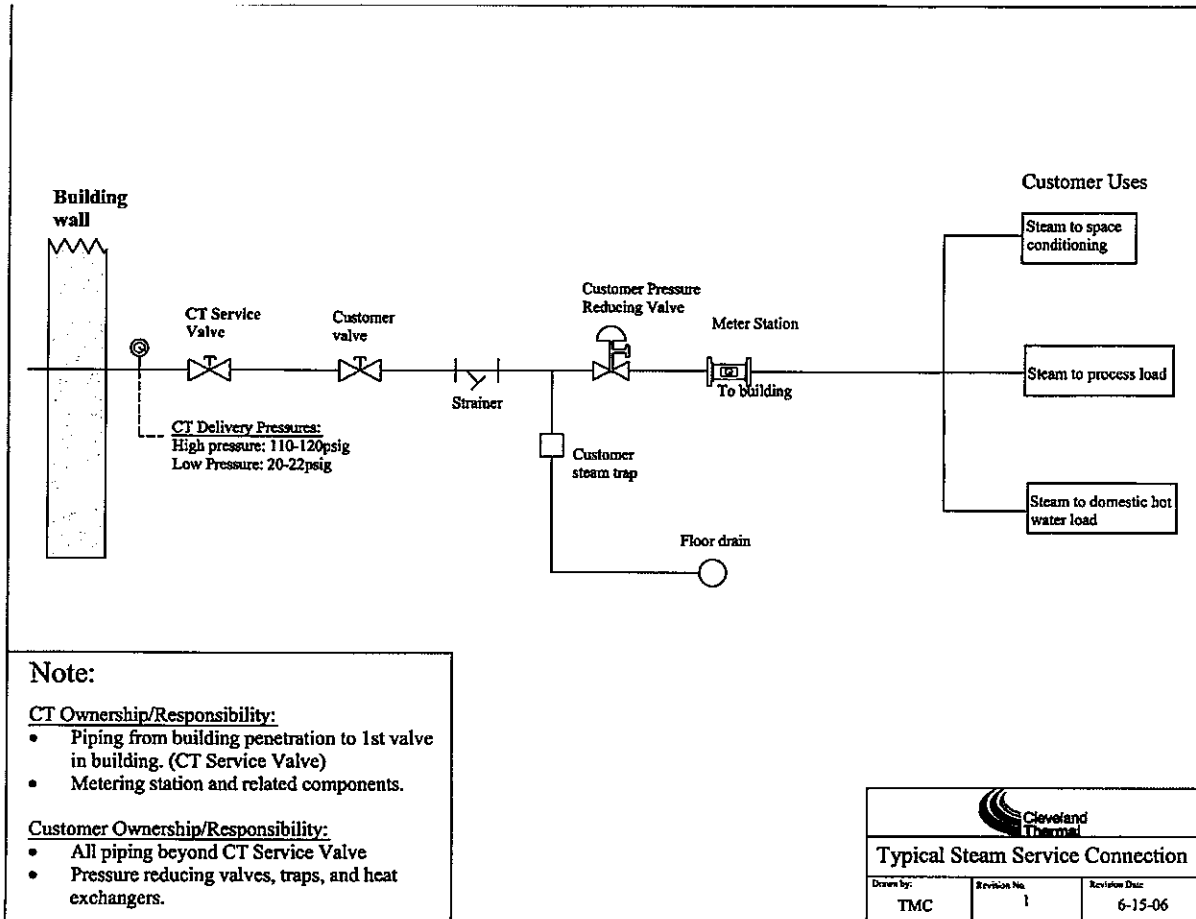 Customer Uses
Building
wall
Steam to space
conditioning
CT Service
Valve
Customer
valve
Customer Pressure
Reducing Valve
Meter Station
Strainer
To building
Steam to process load
CT Delivery Pressures:
High pressure: 110-120psig
Low Pressure: 20-22psig
Customer
steam trap
Steam to domestic hot
water load
Floor drain
Note:
CT Ownership/Responsibility:
• Piping from building penetration to 1st valve
in building. (CT Service Valve)
• Metering station and related components.
Customer Ownership/Responsibility:
• All piping beyond CT Service Valve
• Pressure reducing valves, traps, and heat
exchangers.
Cleveland
Thermal
Typical Steam Service Connection
Drawn by:
TMC
Revision No.
1
Revision Date
6-15-06